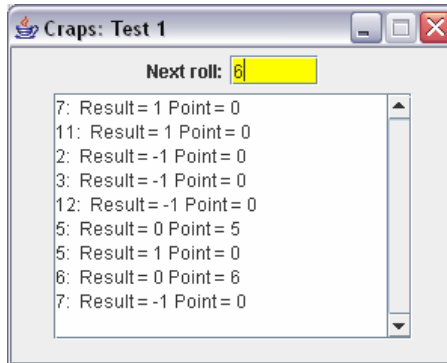 Craps: Test 1
Next roll: 6
7: Result = 1 Point = 0
11: Result = 1 Point = 0
2: Result = -1 Point = 0
3: Result = -1 Point = 0
12: Result = -1 Point = 0
5: Result = 0 Point = 5
5: Result = 1 Point = 0
6: Result = 0 Point = 6
7: Result = -1 Point = 0